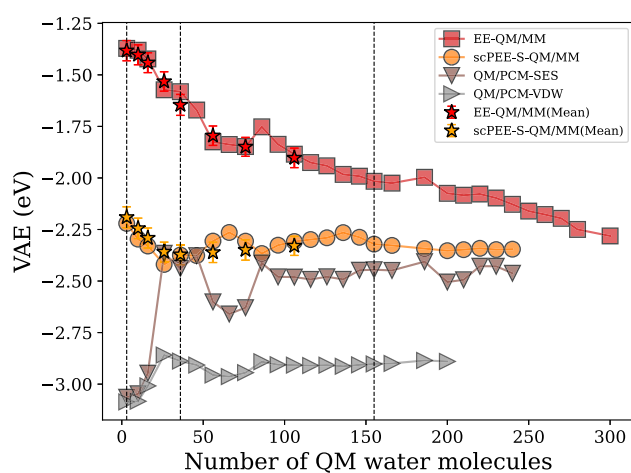 −1.25
−1.50
−1.75
−2.00
−2.25
−2.50
−2.75
−3.00
VAE (eV)
EE-QM/MM
scPEE-S-QM/MM
QM/PCM-SES
QM/PCM-VDW
EE-QM/MM(Mean)
scPEE-S-QM/MM(Mean)
0 50 100 150 200 250 300
Number of QM water molecules